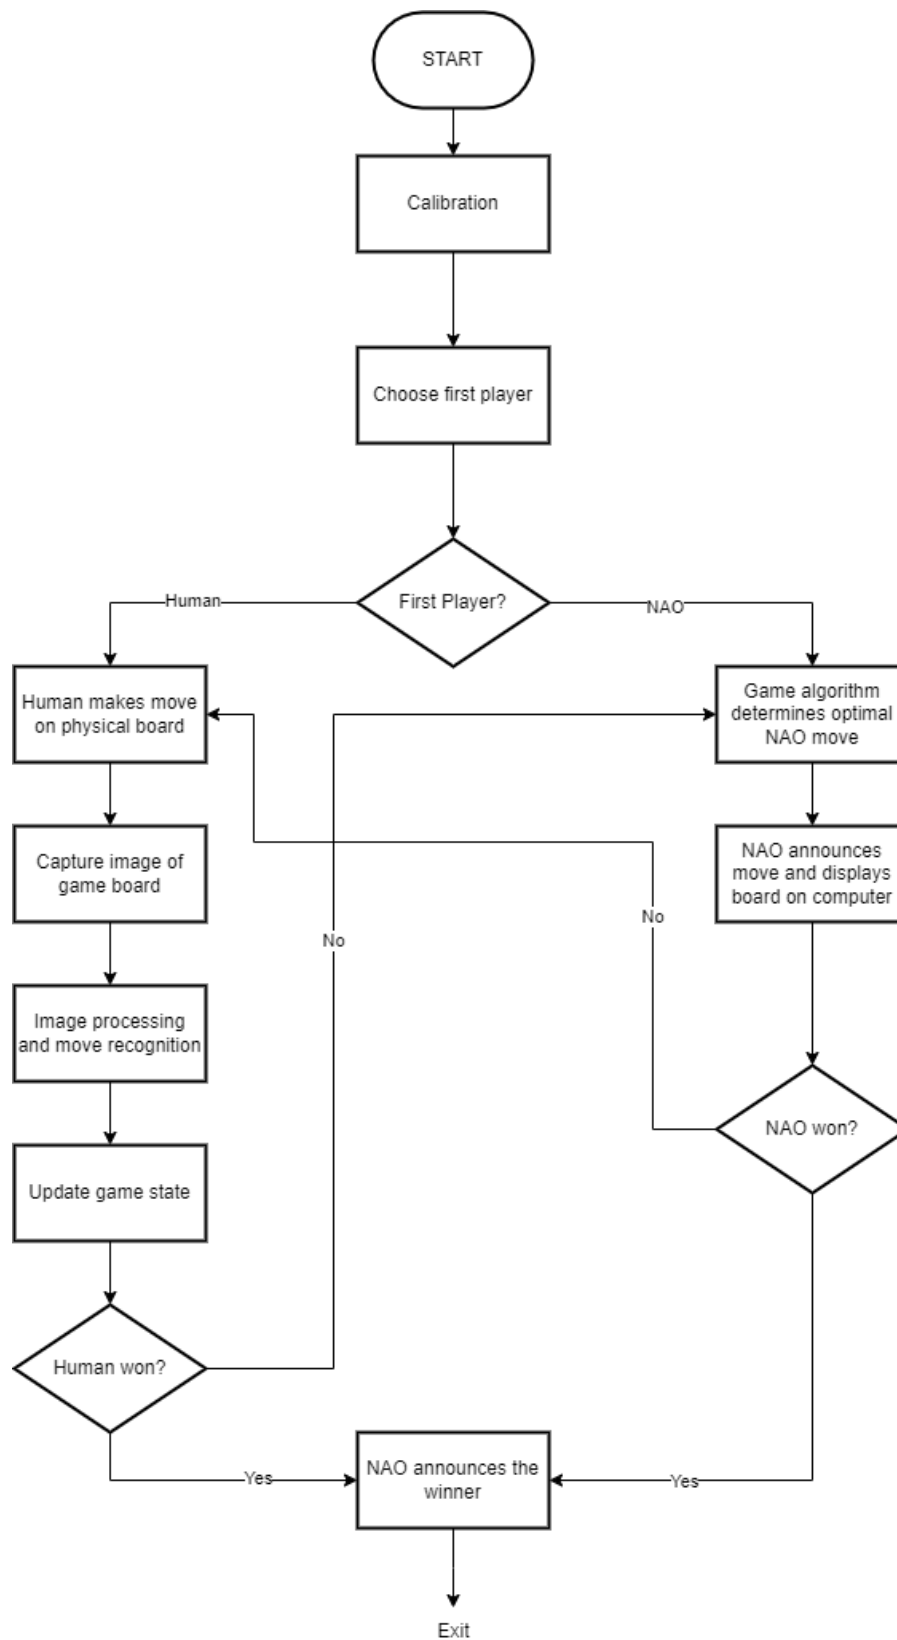 START
Calibration
Choose first player
First Player?
Human
NAO
Human makes move
on physical board
Game algorithm
determines optimal
NAO move
Capture image of
game board
NAO announces
move and displays
board on computer
No
No
Image processing
and move recognition
NAO won?
Update game state
Human won?
NAO announces the
winner
Yes
Yes
Exit